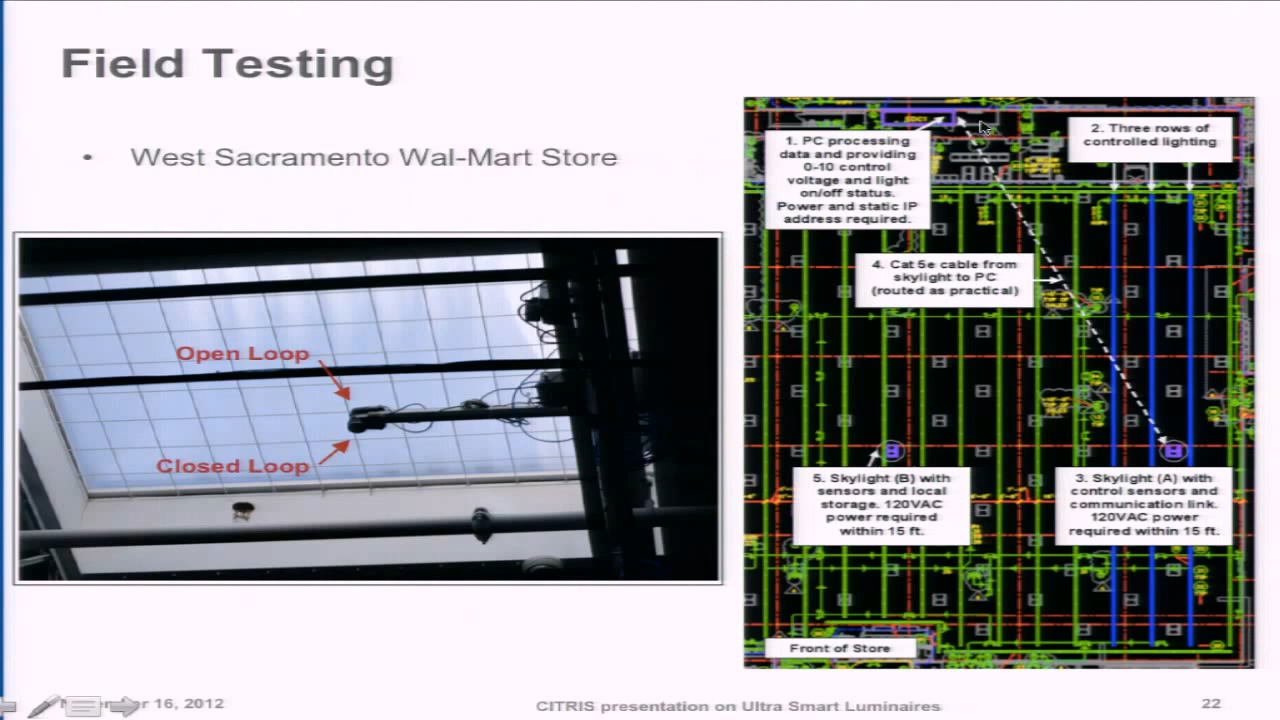 Field Testing
• West Sacramento Wal-Mart Store
Open Loop
Closed Loop
1. PC processing
data and providing
0-10 control
voltage and light
on/off status.
Power and static IP
address required.
2. Three rows of
controlled lighting
4. Cat 5e cable from
skylight to PC
(routed as practical)
5. Skylight (B) with
sensors and local
storage. 120VAC
power required
within 15 ft.
3. Skylight (A) with
control sensors and
communication link.
120VAC power
required within 15 ft.
Front of Store
16, 2012
CITRIS presentation on Ultra Smart Luminaires
22